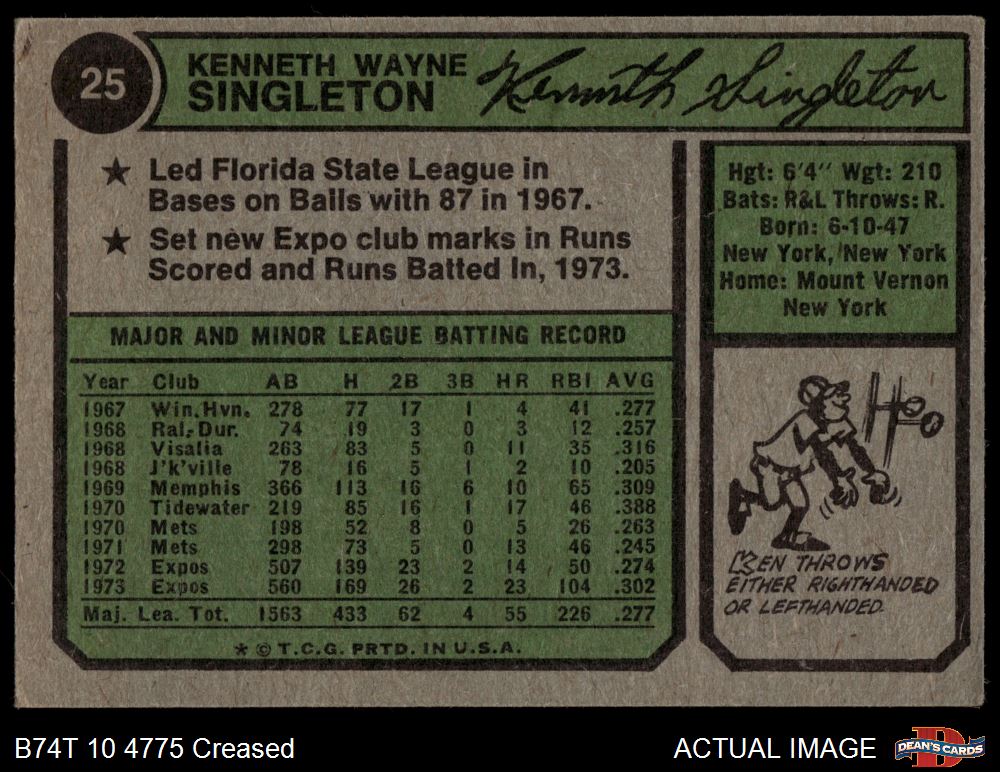 25
KENNETH WAYNE
SINGLETON
Kenneth Singleton
★ Led Florida State League in
Bases on Balls with 87 in 1967.
★ Set new Expo club marks in Runs
Scored and Runs Batted In, 1973.
Hgt: 6'4" Wgt: 210
Bats: R&L Throws: R.
Born: 6-10-47
New York, New York
Home: Mount Vernon
New York
MAJOR AND MINOR LEAGUE BATTING RECORD
Year Club AB H 2B 3B HR RBI AVG
1967 Win. Hvn. 278 77 17 1 4 41 .277
1968 Ral.-Dur. 74 19 3 0 3 12 .257
1968 Visalia 263 83 5 0 11 35 .316
1968 J'k'ville 78 16 5 1 2 10 .205
1969 Memphis 366 113 16 6 10 65 .309
1970 Tidewater 219 85 16 1 17 46 .388
1970 Mets 198 52 8 0 5 26 .263
1971 Mets 298 73 5 0 13 46 .245
1972 Expos 507 139 23 2 14 50 .274
1973 Expos 560 169 26 2 23 104 .302
Maj. Lea. Tot. 1563 433 62 4 55 226 .277
* © T.C.G. PRTD. IN U.S.A.
KEN THROWS
EITHER RIGHTHANDED
OR LEFTHANDED.
B74T 10 4775 Creased
ACTUAL IMAGE
DEAN'S CARDS